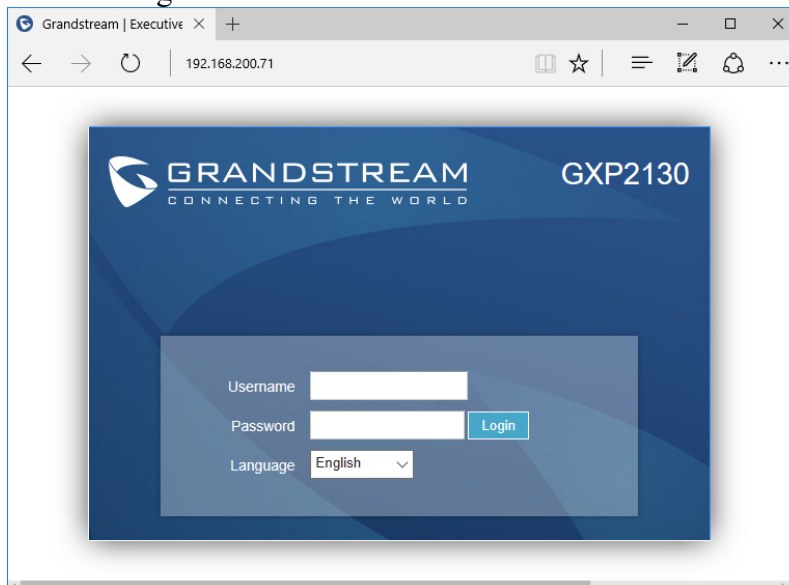 Grandstream | Executive
192.168.200.71
GRANDSTREAM GXP2130
CONNECTING THE WORLD
Username
Password Login
Language English